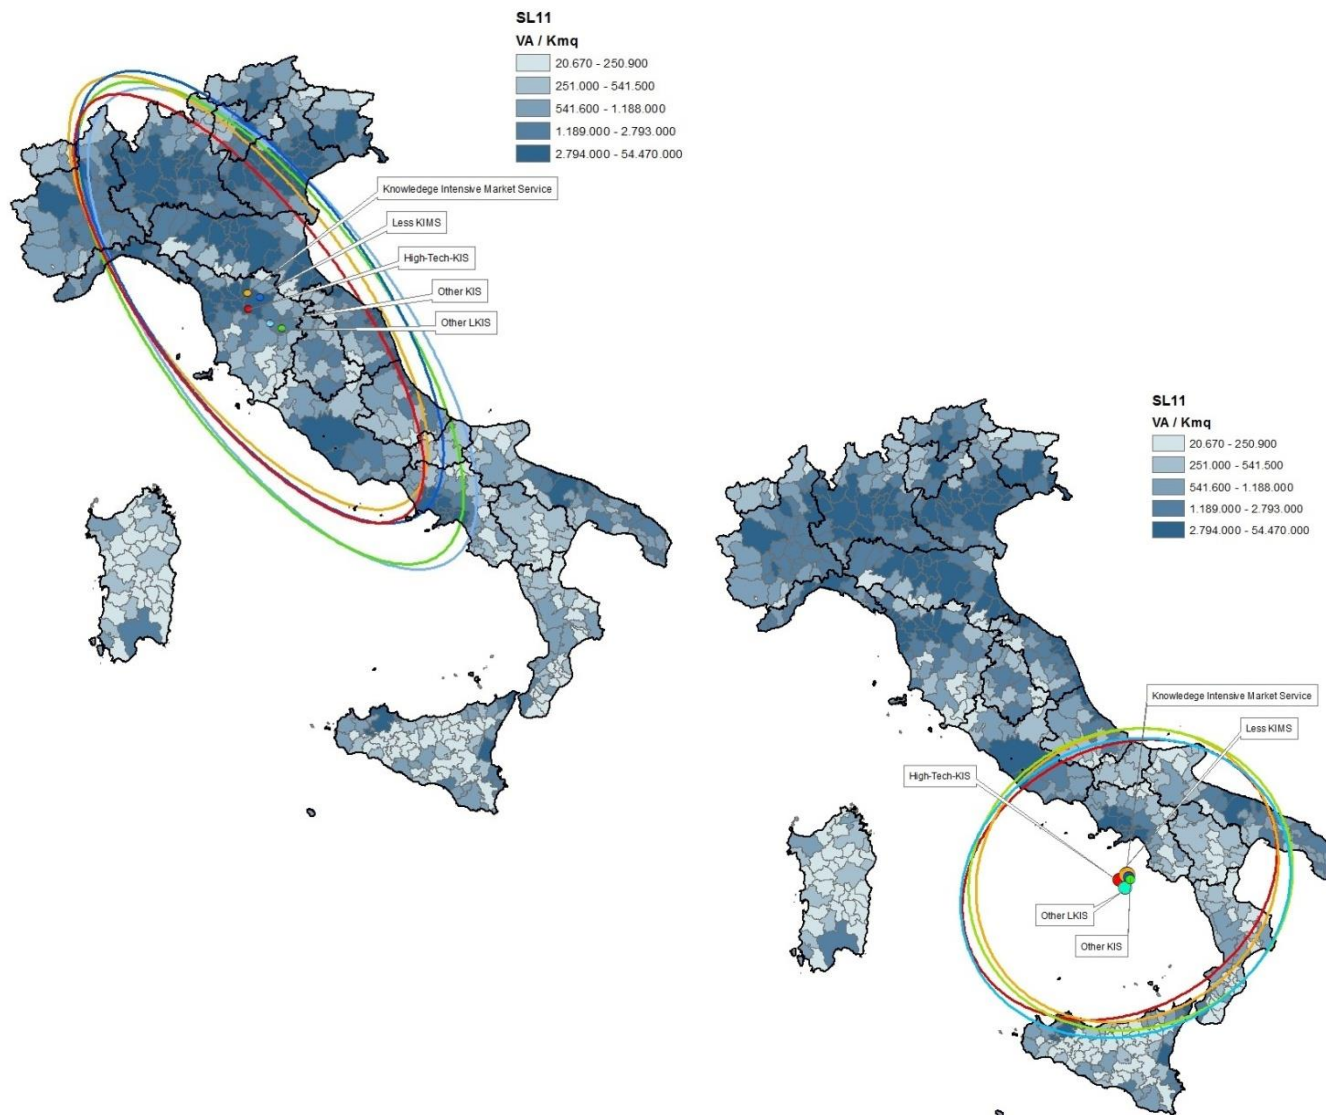 SL11
VA / Kmq
20.670 - 250.900
251.000 - 541.500
541.600 - 1.188.000
1.189.000 - 2.793.000
2.794.000 - 54.470.000
Knowledege Intensive Market Service
Less KIMS
High-Tech-KIS
Other KIS
Other LKIS
SL11
VA / Kmq
20.670 - 250.900
251.000 - 541.500
541.600 - 1.188.000
1.189.000 - 2.793.000
2.794.000 - 54.470.000
Knowledege Intensive Market Service
Less KIMS
High-Tech-KIS
Other LKIS
Other KIS